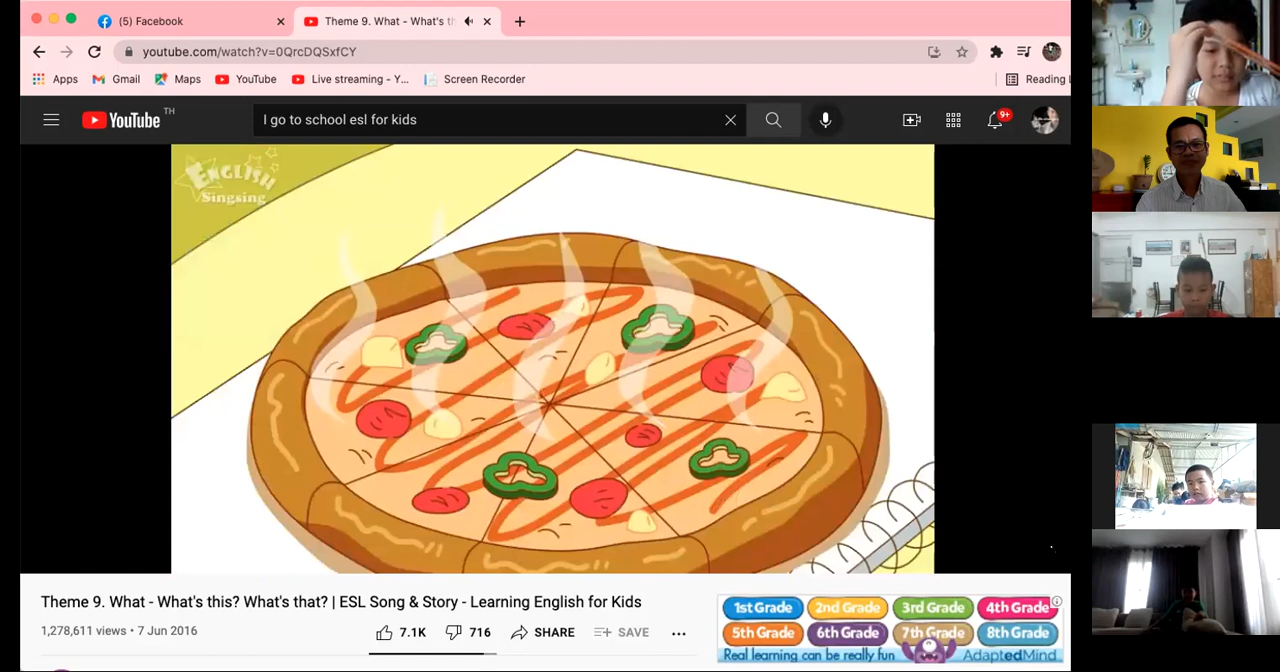 (5) Facebook
Theme 9. What - What's th
youtube.com/watch?v=0QrcDQSxfCY
Apps
Gmail
Maps
YouTube
Live streaming - Y...
Screen Recorder
Reading
YouTube TH
I go to school esl for kids
9+
ENGLISH
Singsing
Theme 9. What - What's this? What's that? | ESL Song & Story - Learning English for Kids
1,278,611 views • 7 Jun 2016
7.1K
716
SHARE
SAVE
1st Grade
2nd Grade
3rd Grade
4th Grade
5th Grade
6th Grade
7th Grade
8th Grade
Real learning can be really fun
AdaptedMind